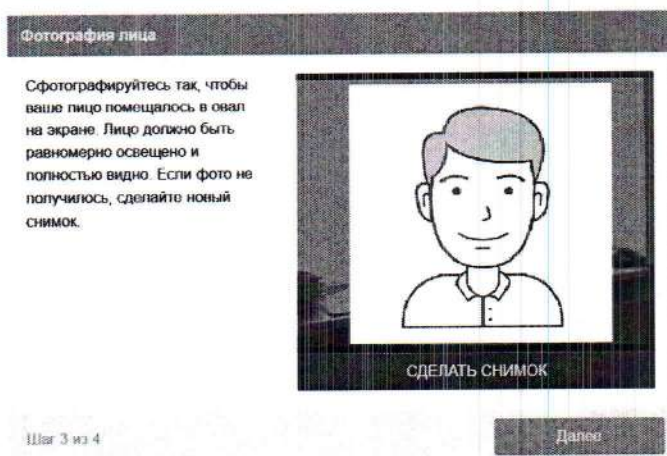 Фотография лица
Сфотографируйтесь так, чтобы
ваше лицо помещалось в овал
на экране. Лицо должно быть
равномерно освещено и
полностью видно. Если фото не
получилось, сделайте новый
снимок.
СДЕЛАТЬ СНИМОК
Шаг 3 из 4
Далее